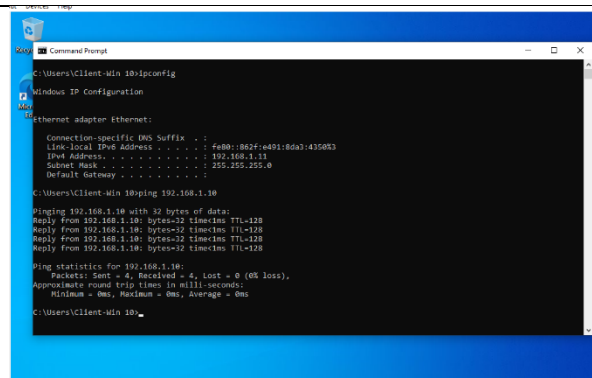 Devices Help
Command Prompt
C:\Users\Client-Win 10>ipconfig
Windows IP Configuration
Ethernet adapter Ethernet:
Connection-specific DNS Suffix . :
Link-local IPv6 Address . . . . . : fe80::862f:e491:8da3:4350%3
IPv4 Address. . . . . . . . . . . : 192.168.1.11
Subnet Mask . . . . . . . . . . . : 255.255.255.0
Default Gateway . . . . . . . . . :
C:\Users\Client-Win 10>ping 192.168.1.10
Pinging 192.168.1.10 with 32 bytes of data:
Reply from 192.168.1.10: bytes=32 time<1ms TTL=128
Reply from 192.168.1.10: bytes=32 time<1ms TTL=128
Reply from 192.168.1.10: bytes=32 time<1ms TTL=128
Reply from 192.168.1.10: bytes=32 time<1ms TTL=128
Ping statistics for 192.168.1.10:
Packets: Sent = 4, Received = 4, Lost = 0 (0% loss),
Approximate round trip times in milli-seconds:
Minimum = 0ms, Maximum = 0ms, Average = 0ms
C:\Users\Client-Win 10>